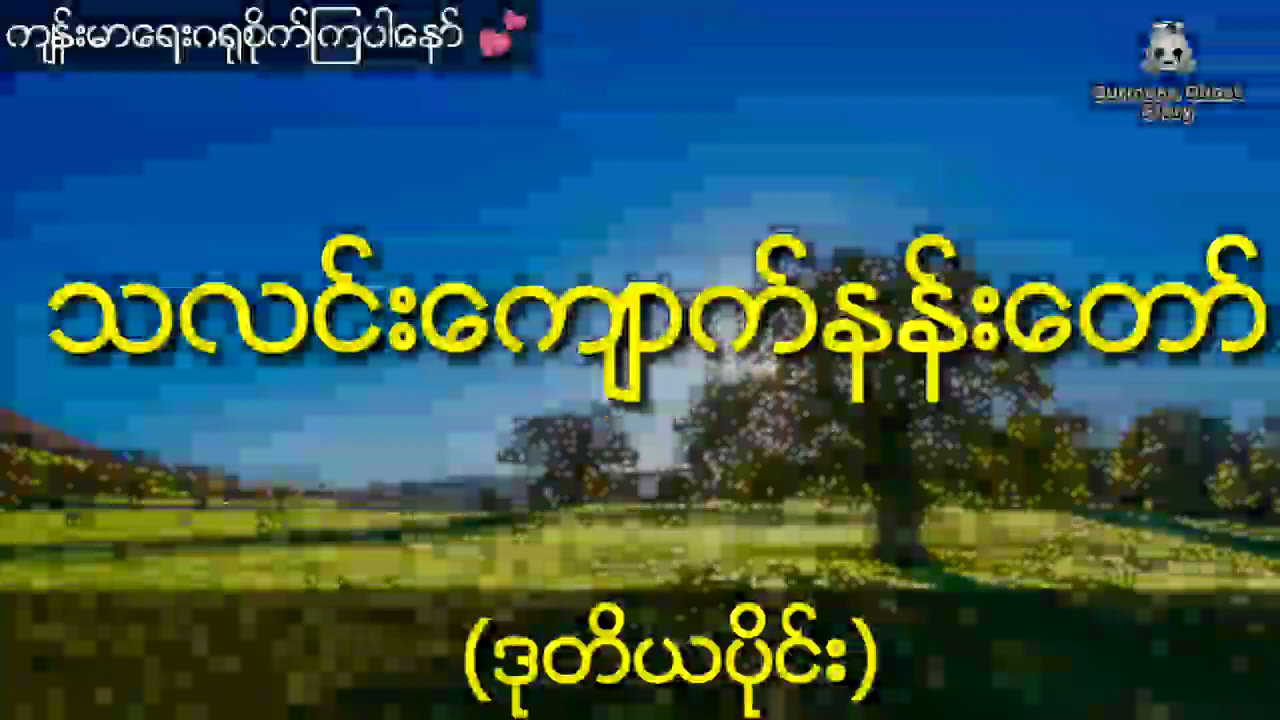 ကျန်းမာရေးဂရုစိုက်ကြပါနော် 💕
သလင်းကျောက်နန်းတော်
(ဒုတိယပိုင်း)